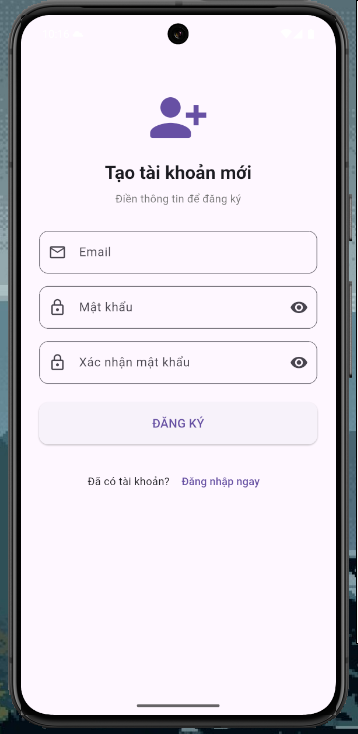 Tạo tài khoản mới
Điền thông tin để đăng ký
Email
Mật khẩu
Xác nhận mật khẩu
ĐĂNG KÝ
Đã có tài khoản? Đăng nhập ngay